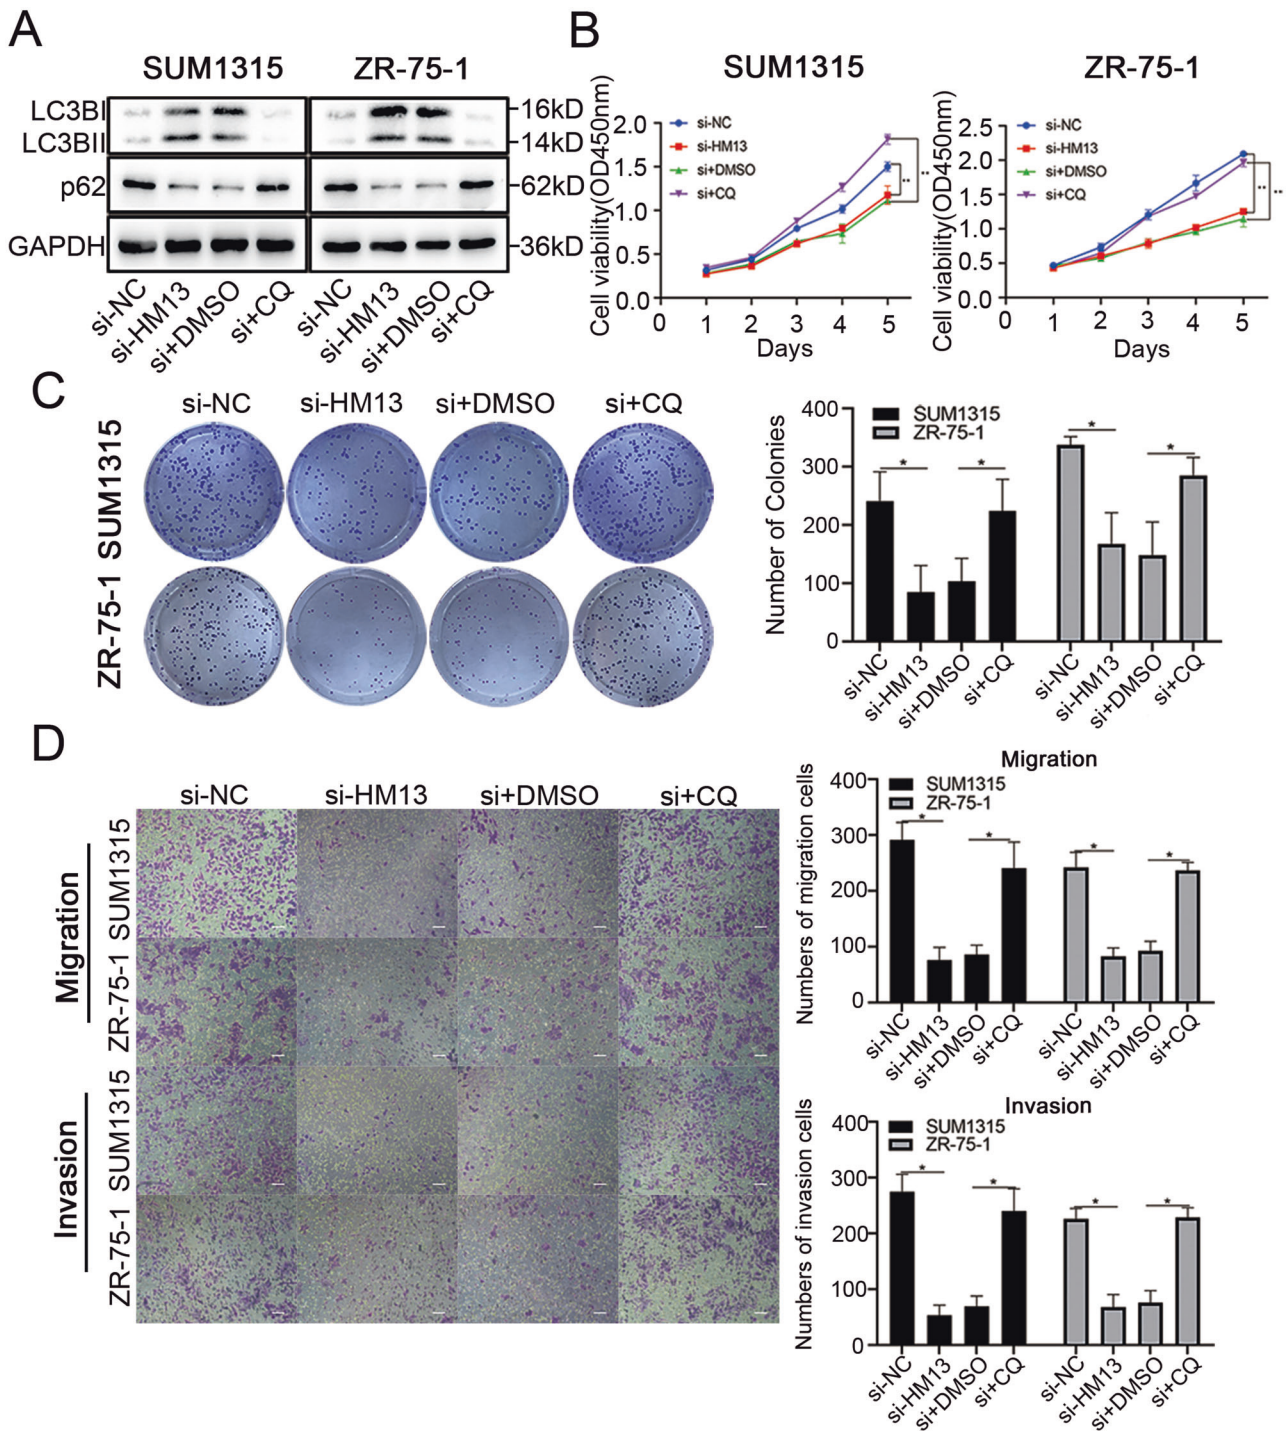 A
SUM1315
ZR-75-1
LC3BI
LC3BII
p62
GAPDH
16kD
14kD
62kD
36kD
si-NC
si-HM13
si+DMSO
si+CQ
si-NC
si-HM13
si+DMSO
si+CQ
B
SUM1315
Cell viability(OD450nm)
2.0
1.5
1.0
0.5
0.0
si-NC
si-HM13
si+DMSO
si+CQ
**
**
0 1 2 3 4 5
Days
ZR-75-1
Cell viability(OD450nm)
2.5
2.0
1.5
1.0
0.5
0.0
si-NC
si-HM13
si+DMSO
si+CQ
**
**
0 1 2 3 4 5
Days
C
si-NC si-HM13 si+DMSO si+CQ
SUM1315
ZR-75-1
Number of Colonies
400
300
200
100
0
SUM1315
ZR-75-1
* * * *
si-NC
si-HM13
si+DMSO
si+CQ
si-NC
si-HM13
si+DMSO
si+CQ
D
si-NC si-HM13 si+DMSO si+CQ
Migration
SUM1315
ZR-75-1
Invasion
SUM1315
ZR-75-1
Migration
Numbers of migration cells
400
300
200
100
0
SUM1315
ZR-75-1
* * * *
si-NC
si-HM13
si+DMSO
si+CQ
si-NC
si-HM13
si+DMSO
si+CQ
Invasion
Numbers of invasion cells
400
300
200
100
0
SUM1315
ZR-75-1
* * * *
si-NC
si-HM13
si+DMSO
si+CQ
si-NC
si-HM13
si+DMSO
si+CQ